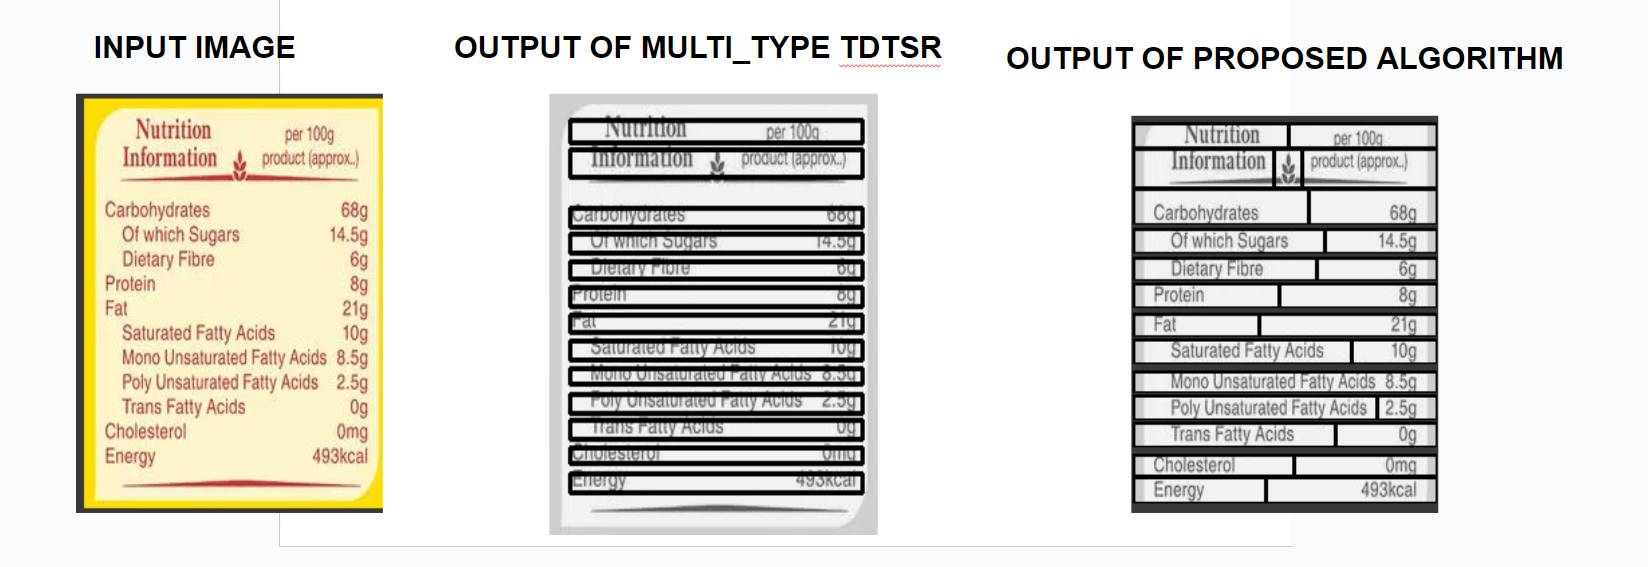 INPUT IMAGE
OUTPUT OF MULTI_TYPE TDTSR
OUTPUT OF PROPOSED ALGORITHM
Nutrition per 100g
Information product (approx..)
Carbohydrates 68g
Of which Sugars 14.5g
Dietary Fibre 6g
Protein 8g
Fat 21g
Saturated Fatty Acids 10g
Mono Unsaturated Fatty Acids 8.5g
Poly Unsaturated Fatty Acids 2.5g
Trans Fatty Acids 0g
Cholesterol 0mg
Energy 493kcal
Nutrition per 100g
Information product (approx..)
Carbohydrates 68g
Of which Sugars 14.5g
Dietary Fibre 6g
Protein 8g
Fat 21g
Saturated Fatty Acids 10g
Mono Unsaturated Fatty Acids 8.5g
Poly Unsaturated Fatty Acids 2.5g
Trans Fatty Acids 0g
Cholesterol 0mg
Energy 493kcal
Nutrition per 100g
Information product (approx..)
Carbohydrates 68g
Of which Sugars 14.5g
Dietary Fibre 6g
Protein 8g
Fat 21g
Saturated Fatty Acids 10g
Mono Unsaturated Fatty Acids 8.5g
Poly Unsaturated Fatty Acids 2.5g
Trans Fatty Acids 0g
Cholesterol 0mg
Energy 493kcal